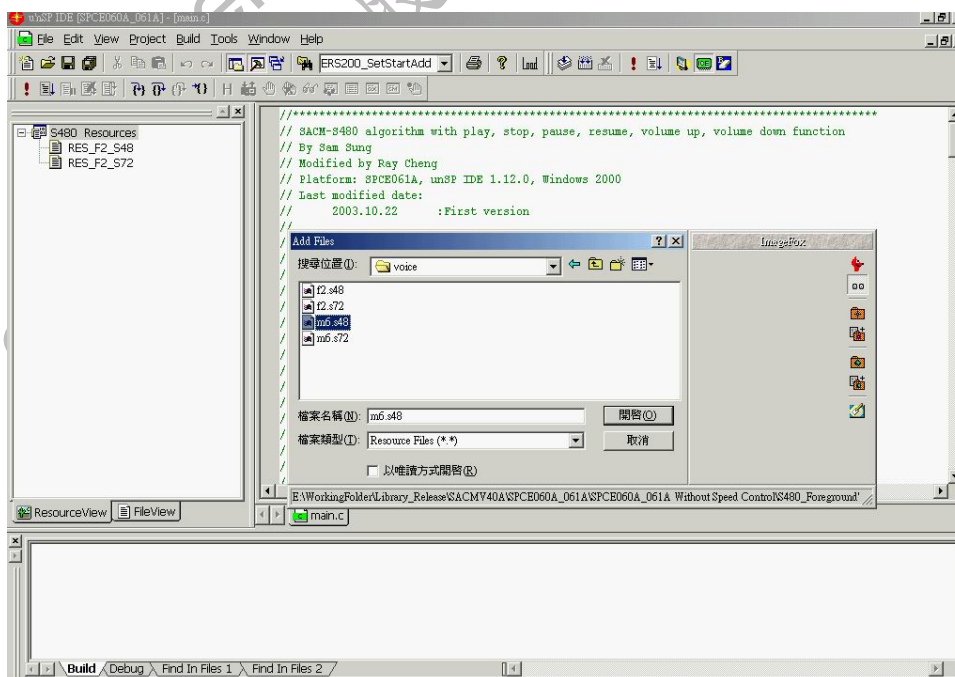 u'nSP IDE [SPCE060A_061A] - [main.c]
File Edit View Project Build Tools Window Help
ERS200_SetStartAdd
Load
S480 Resources
RES_F2_S48
RES_F2_S72
//****************************************************************************************
// SACM-S480 algorithm with play, stop, pause, resume, volume up, volume down function
// By Sam Sung
// Modified by Ray Cheng
// Platform: SPCE061A, unSP IDE 1.12.0, Windows 2000
// Last modified date:
// 2003.10.22 :First version
//
Add Files
ImageFox
搜尋位置(I):
voice
f2.s48
f2.s72
m6.s48
m6.s72
檔案名稱(N): m6.s48
開啓(O)
檔案類型(T): Resource Files (*.*)
取消
以唯讀方式開啓(R)
E:\WorkingFolder\Library_Release\SACMV40A\SPCE060A_061A\SPCE060A_061A Without Speed Control\S480_Foreground'
ResourceView FileView
main.c
Build Debug Find In Files 1 Find In Files 2